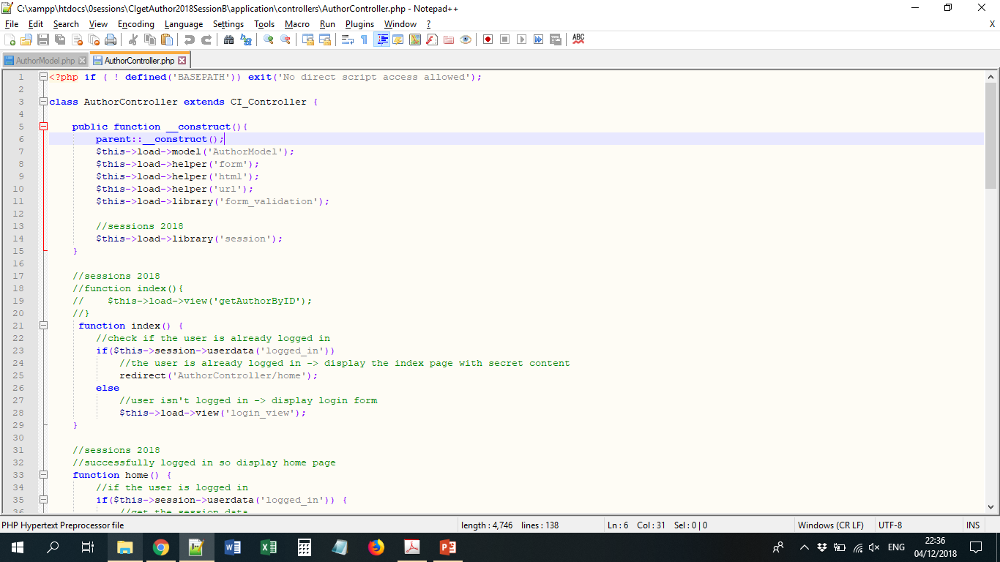 C:\xampp\htdocs\0sessions\CIgetAuthor2018SessionB\application\controllers\AuthorController.php - Notepad++
File Edit Search View Encoding Language Settings Tools Macro Run Plugins Window ? X
AuthorModel.php AuthorController.php
1 <?php if ( ! defined('BASEPATH')) exit('No direct script access allowed');
2
3 class AuthorController extends CI_Controller {
4
5 public function __construct(){
6 parent::__construct();
7 $this->load->model('AuthorModel');
8 $this->load->helper('form');
9 $this->load->helper('html');
10 $this->load->helper('url');
11 $this->load->library('form_validation');
12
13 //sessions 2018
14 $this->load->library('session');
15 }
16
17 //sessions 2018
18 //function index(){
19 // $this->load->view('getAuthorByID');
20 //}
21 function index() {
22 //check if the user is already logged in
23 if($this->session->userdata('logged_in'))
24 //the user is already logged in -> display the index page with secret content
25 redirect('AuthorController/home');
26 else
27 //user isn't logged in -> display login form
28 $this->load->view('login_view');
29 }
30
31 //sessions 2018
32 //successfully logged in so display home page
33 function home() {
34 //if the user is logged in
35 if($this->session->userdata('logged_in')) {
36 //get the session data
PHP Hypertext Preprocessor file length : 4,746 lines : 138 Ln : 6 Col : 31 Sel : 0 | 0 Windows (CR LF) UTF-8 INS
ENG 22:36
04/12/2018